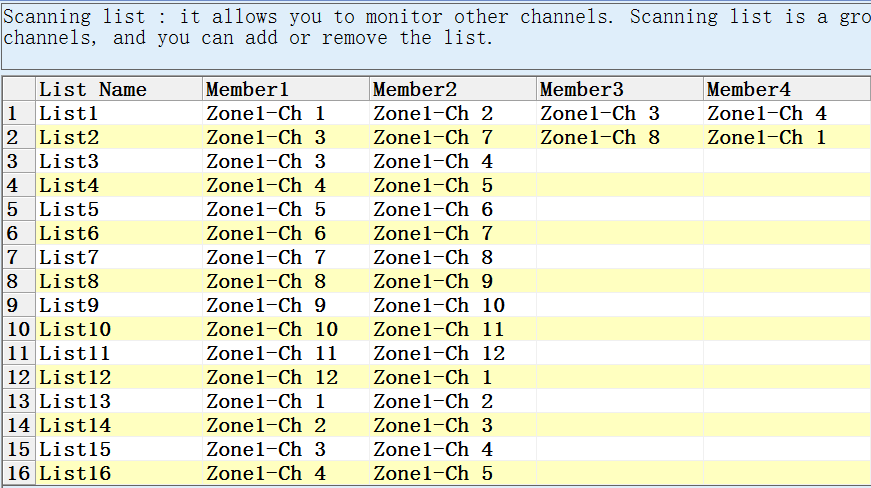 Scanning list : it allows you to monitor other channels. Scanning list is a
channels, and you can add or remove the list.
List Name Member1 Member2 Member3 Member4
1 List1 Zone1-Ch 1 Zone1-Ch 2 Zone1-Ch 3 Zone1-Ch 4
2 List2 Zone1-Ch 3 Zone1-Ch 7 Zone1-Ch 8 Zone1-Ch 1
3 List3 Zone1-Ch 3 Zone1-Ch 4
4 List4 Zone1-Ch 4 Zone1-Ch 5
5 List5 Zone1-Ch 5 Zone1-Ch 6
6 List6 Zone1-Ch 6 Zone1-Ch 7
7 List7 Zone1-Ch 7 Zone1-Ch 8
8 List8 Zone1-Ch 8 Zone1-Ch 9
9 List9 Zone1-Ch 9 Zone1-Ch 10
10 List10 Zone1-Ch 10 Zone1-Ch 11
11 List11 Zone1-Ch 11 Zone1-Ch 12
12 List12 Zone1-Ch 12 Zone1-Ch 1
13 List13 Zone1-Ch 1 Zone1-Ch 2
14 List14 Zone1-Ch 2 Zone1-Ch 3
15 List15 Zone1-Ch 3 Zone1-Ch 4
16 List16 Zone1-Ch 4 Zone1-Ch 5